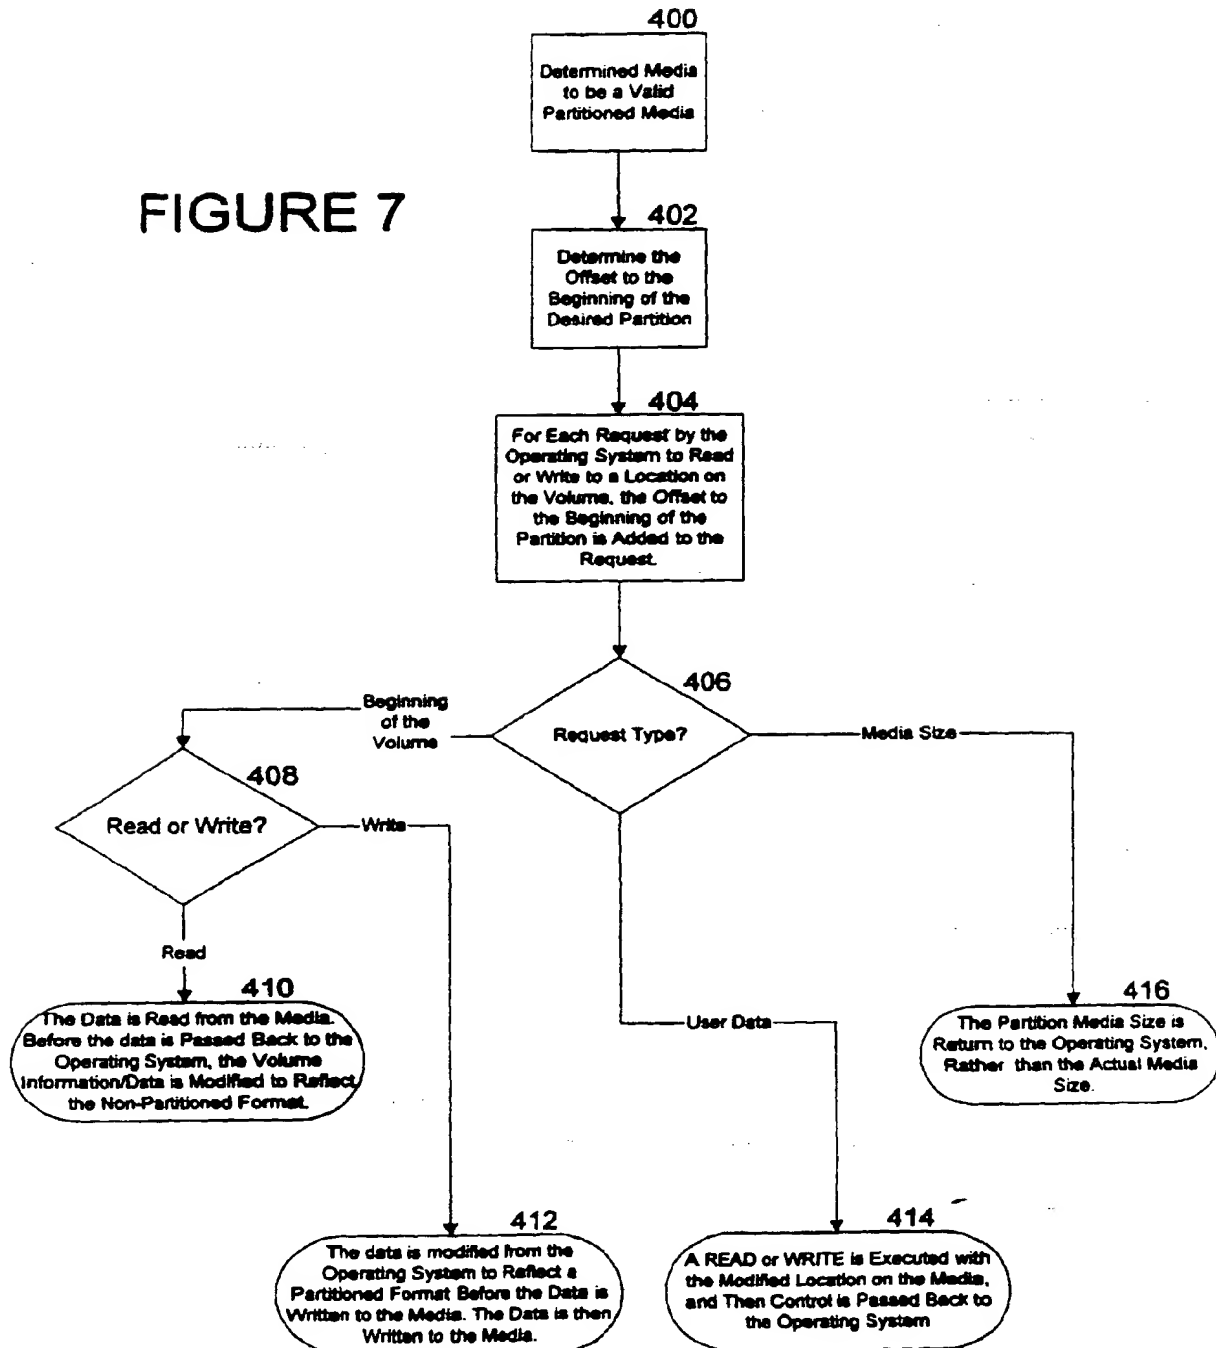 400
Determined Media
to be a Valid
Partitioned Media
FIGURE 7
402
Determine the
Offset to the
Beginning of the
Desired Partition
404
For Each Request by the
Operating System to Read
or Write to a Location on
the Volume, the Offset to
the Beginning of the
Partition is Added to the
Request.
406
Request Type?
Beginning
of the
Volume
Media Size
408
Read or Write?
Write
Read
User Data
410
The Data is Read from the Media.
Before the data is Passed Back to the
Operating System, the Volume
Information/Data is Modified to Reflect
the Non-Partitioned Format.
416
The Partition Media Size is
Return to the Operating System,
Rather than the Actual Media
Size.
412
The data is modified from the
Operating System to Reflect a
Partitioned Format Before the Data is
Written to the Media. The Data is then
Written to the Media.
414
A READ or WRITE is Executed with
the Modified Location on the Media,
and Then Control is Passed Back to
the Operating System